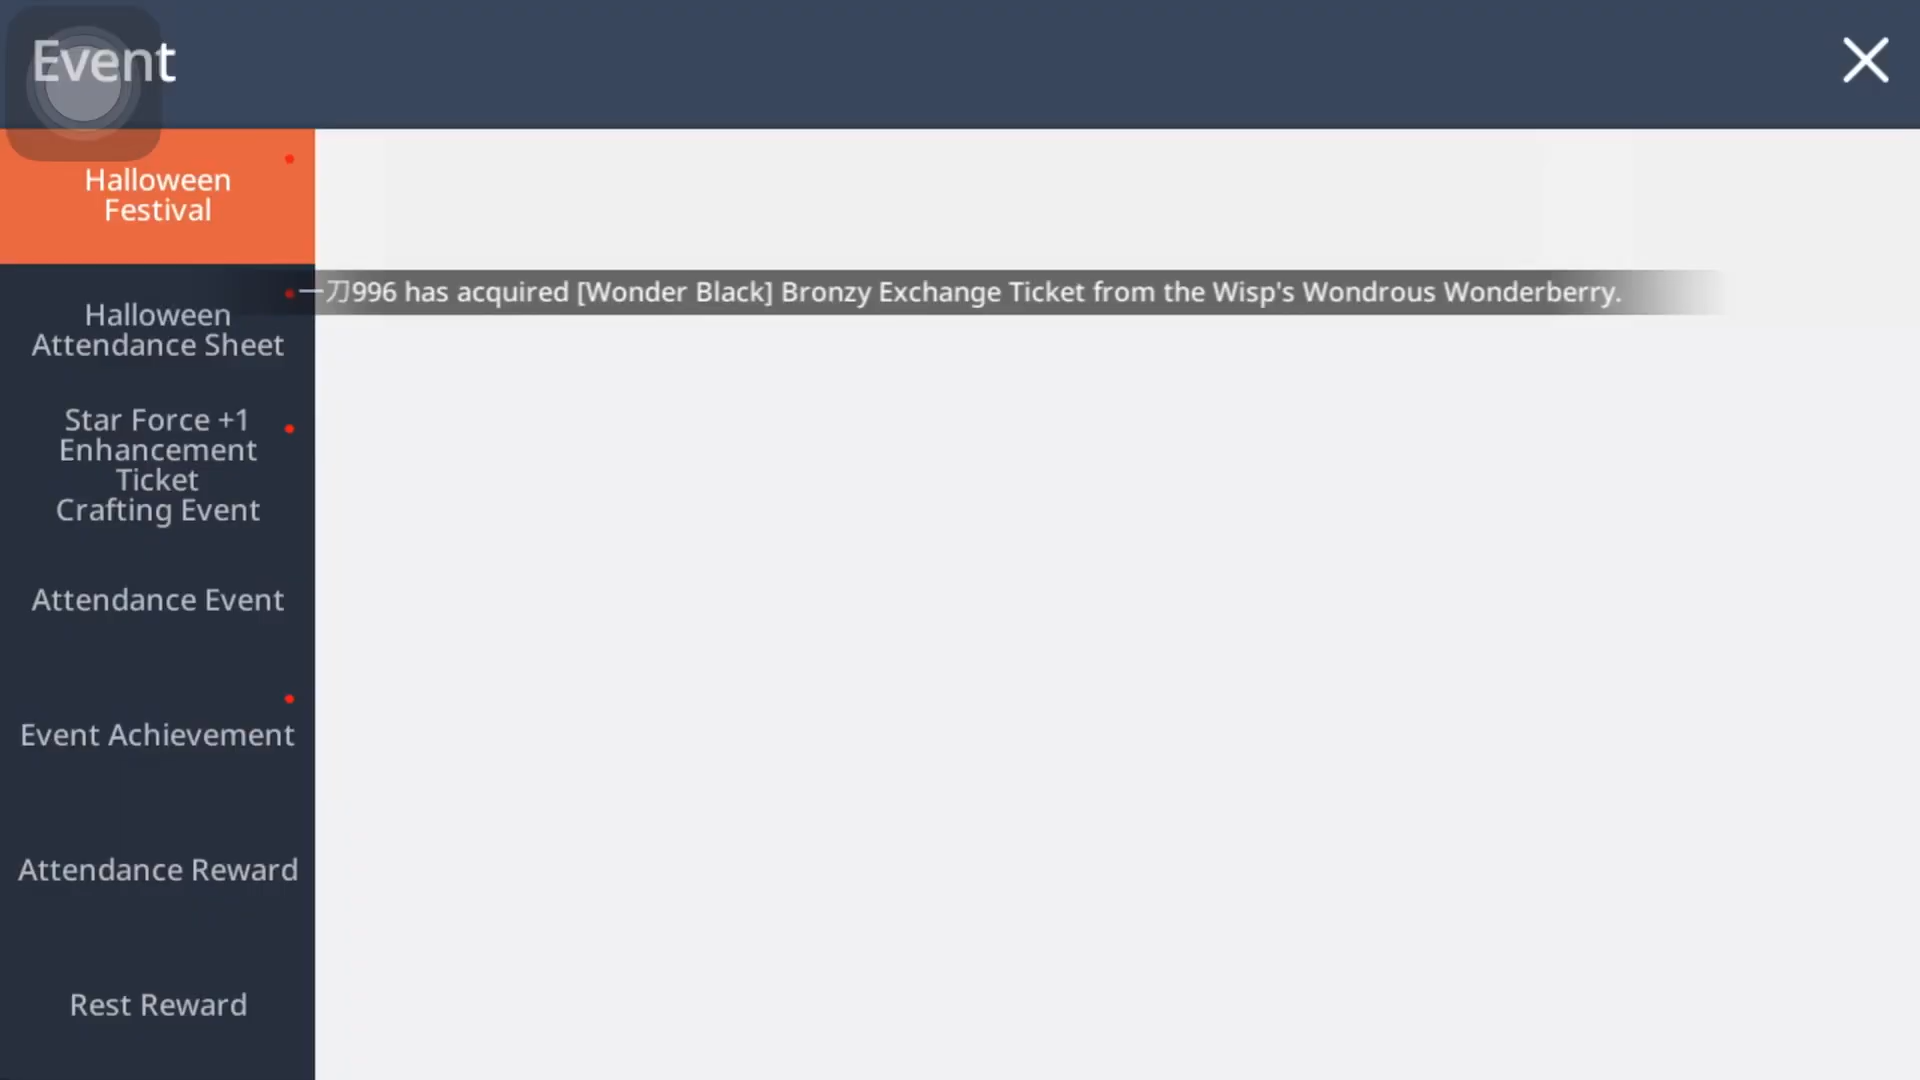 Event
Halloween
Festival
一刀996 has acquired [Wonder Black] Bronzy Exchange Ticket from the Wisp's Wondrous Wonderberry.
Halloween
Attendance Sheet
Star Force +1
Enhancement
Ticket
Crafting Event
Attendance Event
Event Achievement
Attendance Reward
Rest Reward